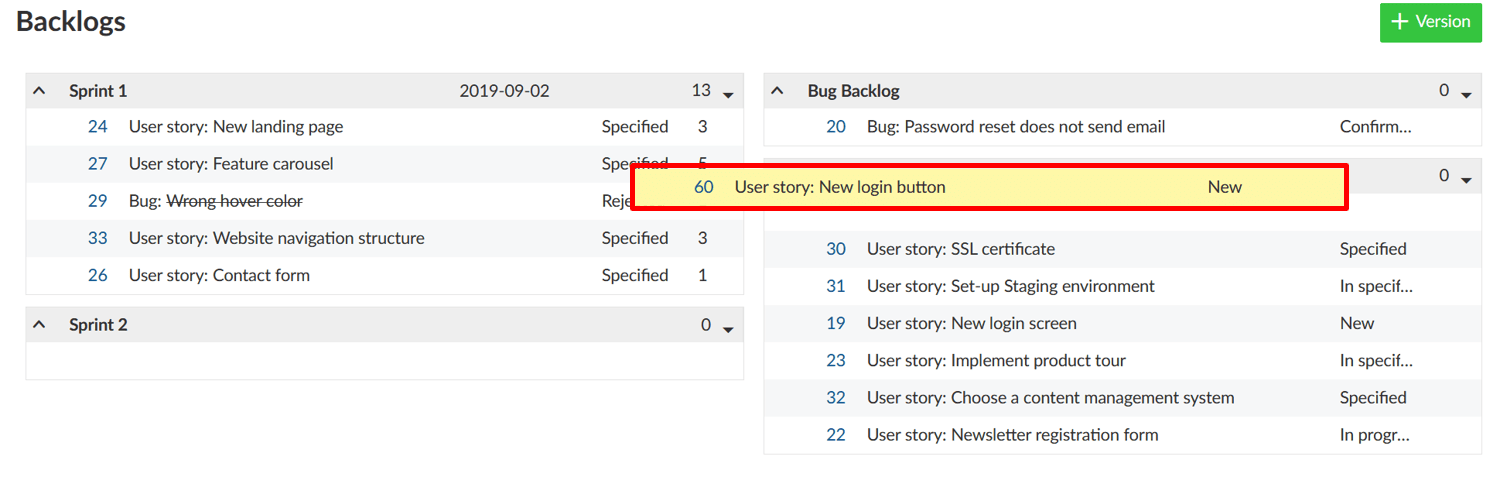 Backlogs
+ Version
Sprint 1 2019-09-02 13
24 User story: New landing page Specified 3
27 User story: Feature carousel Specified 5
29 Bug: Wrong hover color Reje
33 User story: Website navigation structure Specified 3
26 User story: Contact form Specified 1
Sprint 2 0
Bug Backlog 0
20 Bug: Password reset does not send email Confirm...
0
60 User story: New login button New
30 User story: SSL certificate Specified
31 User story: Set-up Staging environment In specif...
19 User story: New login screen New
23 User story: Implement product tour In specif...
32 User story: Choose a content management system Specified
22 User story: Newsletter registration form In progr...